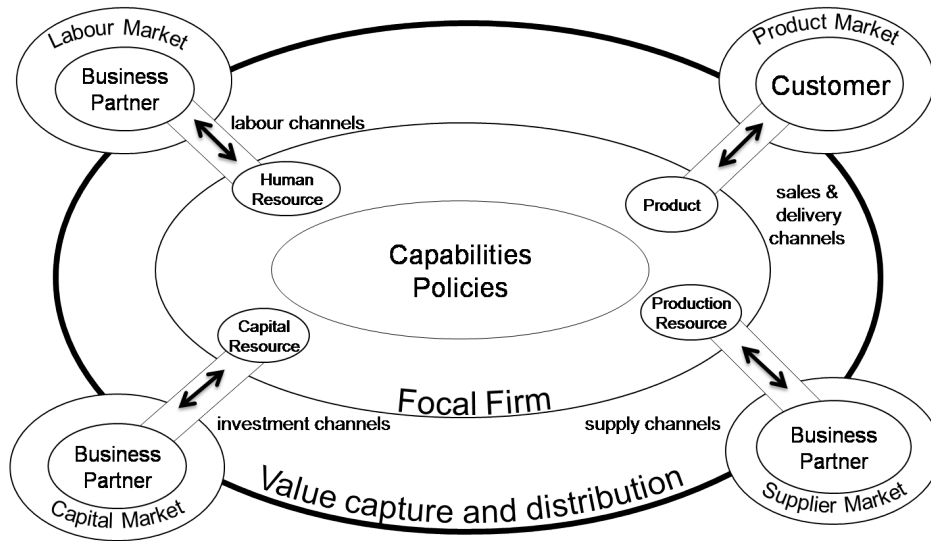 Labour Market
Business
Partner
labour channels
Human
Resource
Product Market
Customer
Product
sales &
delivery
channels
Capabilities
Policies
Capital
Resource
Production
Resource
Focal Firm
investment channels
supply channels
Business
Partner
Capital Market
Value capture and distribution
Business
Partner
Supplier Market